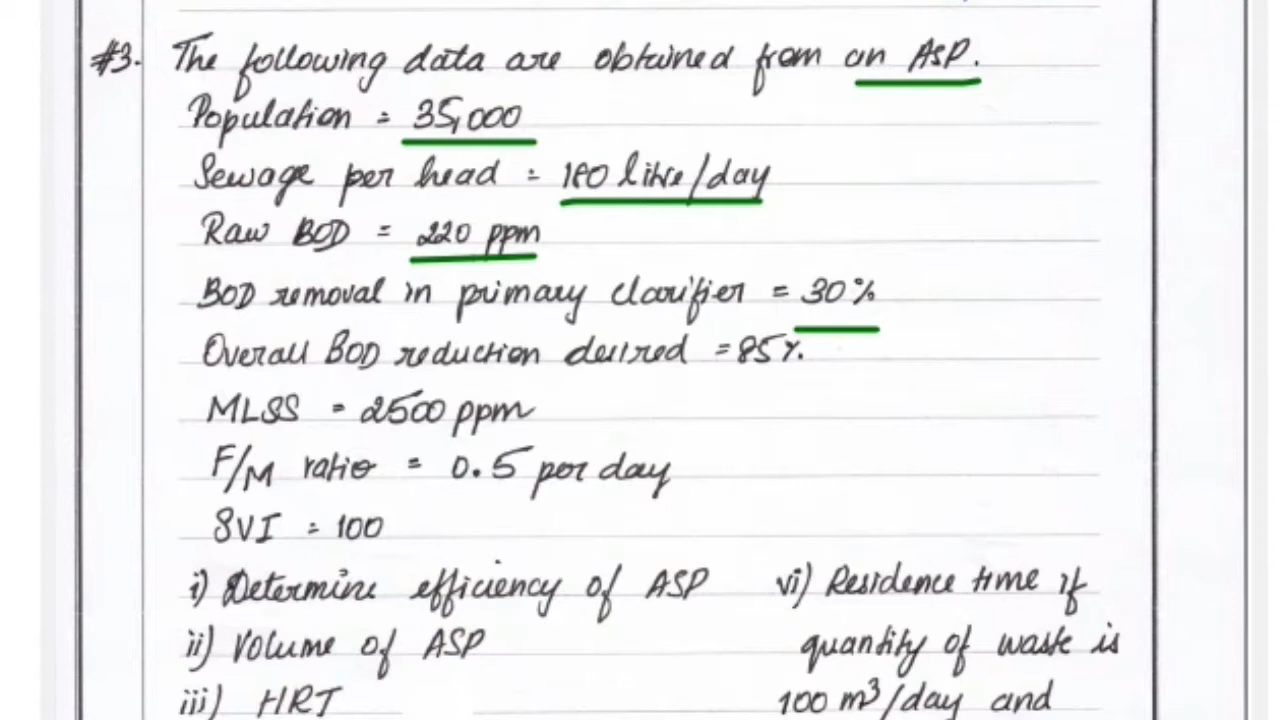 #3. The following data are obtained from an ASP.
Population = 35,000
Sewage per head = 180 litre/day
Raw BOD = 220 ppm
BOD removal in primary clarifier = 30%
Overall BOD reduction desired = 85%.
MLSS = 2500 ppm
F/M ratio = 0.5 per day
SVI = 100
i) Determine efficiency of ASP
ii) Volume of ASP
iii) HRT
vi) Residence time if
quantity of waste is
100 m³/day and